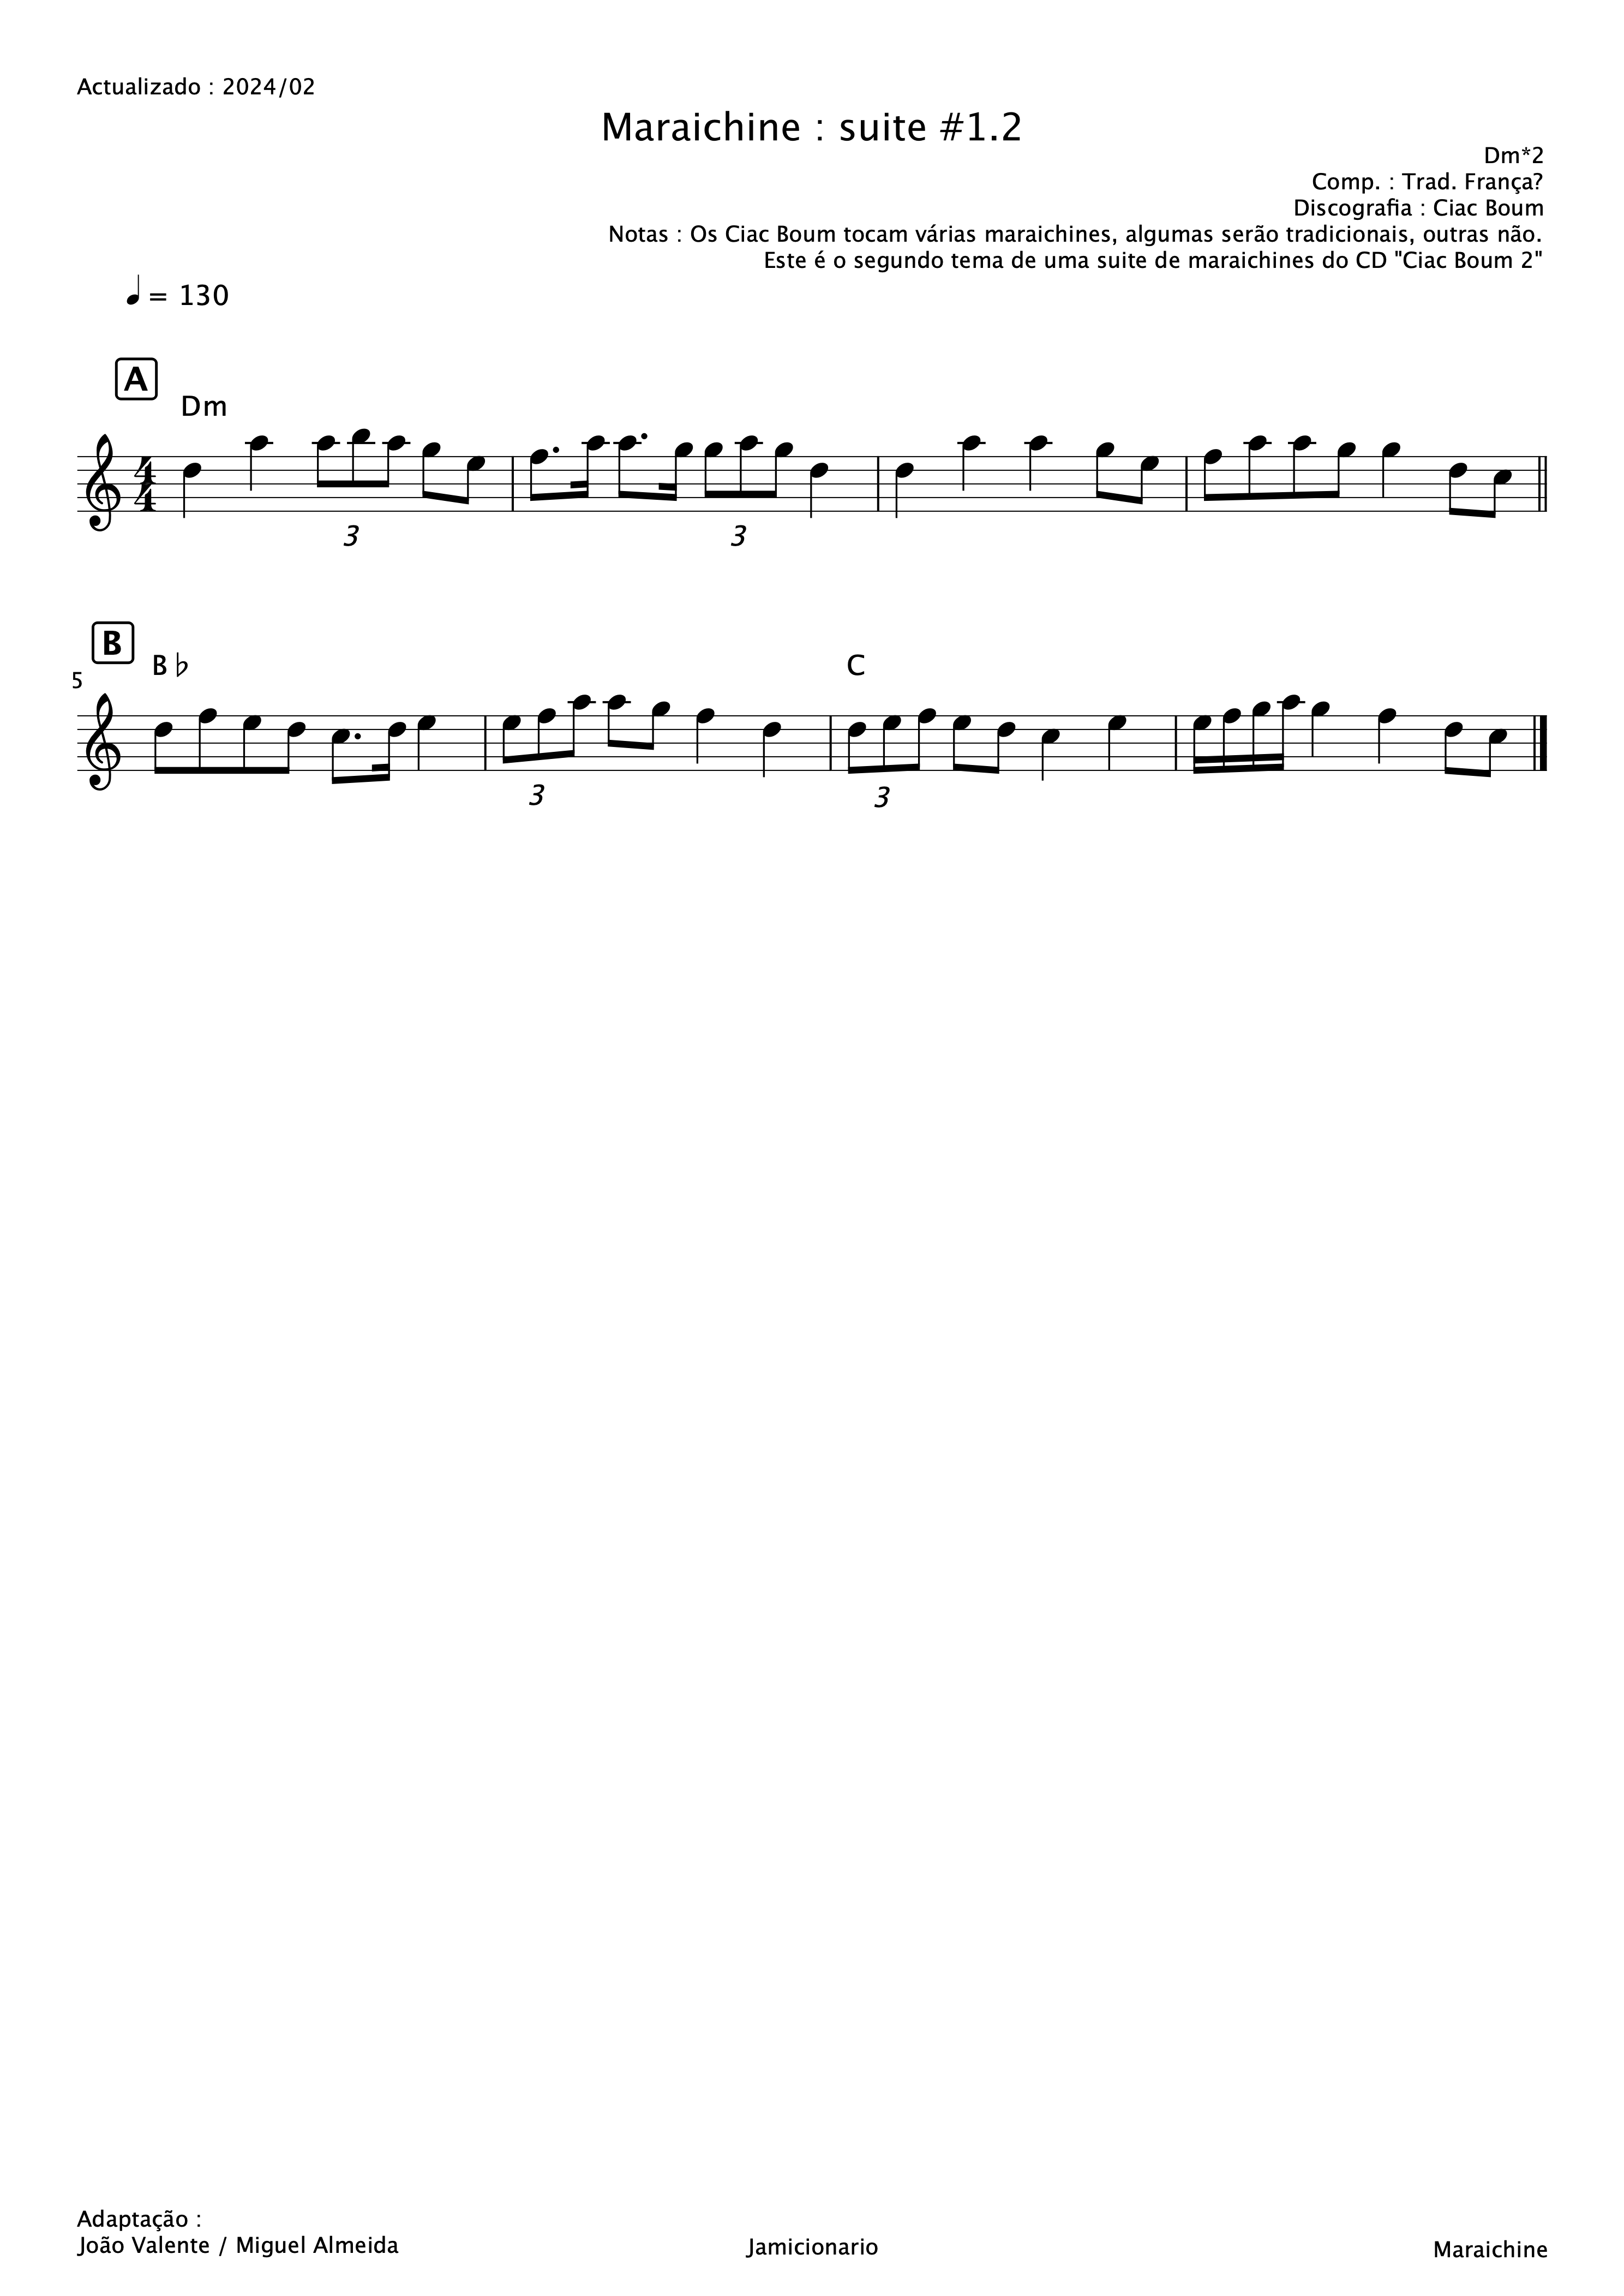 Actualizado : 2024/02
Maraichine : suite #1.2
Dm*2
Comp. : Trad. França?
Discografia : Ciac Boum
Notas : Os Ciac Boum tocam várias maraichines, algumas serão tradicionais, outras não.
Este é o segundo tema de uma suite de maraichines do CD "Ciac Boum 2"
♩ = 130
A
Dm
4
4
3 3
B
5 B♭ C
3 3
Adaptação :
João Valente / Miguel Almeida
Jamicionario
Maraichine